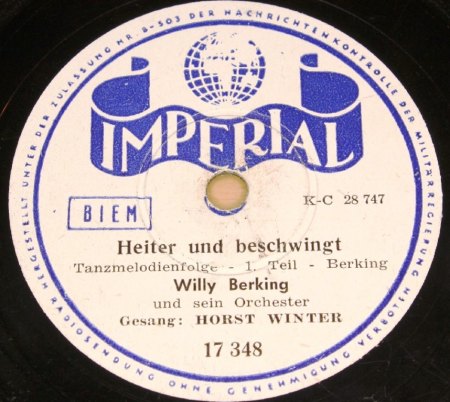 HERGESTELLT UNTER DER ZULASSUNG NR. B-503 DER NACHRICHTENKONTROLLE DER MILITÄRREGIERUNG
IMPERIAL
BIEM
K-C 28 747
Heiter und beschwingt
Tanzmelodienfolge - 1. Teil - Berking
Willy Berking
und sein Orchester
Gesang: HORST WINTER
17 348
RADIOSENDUNG OHNE GENEHMIGUNG VERBOTEN